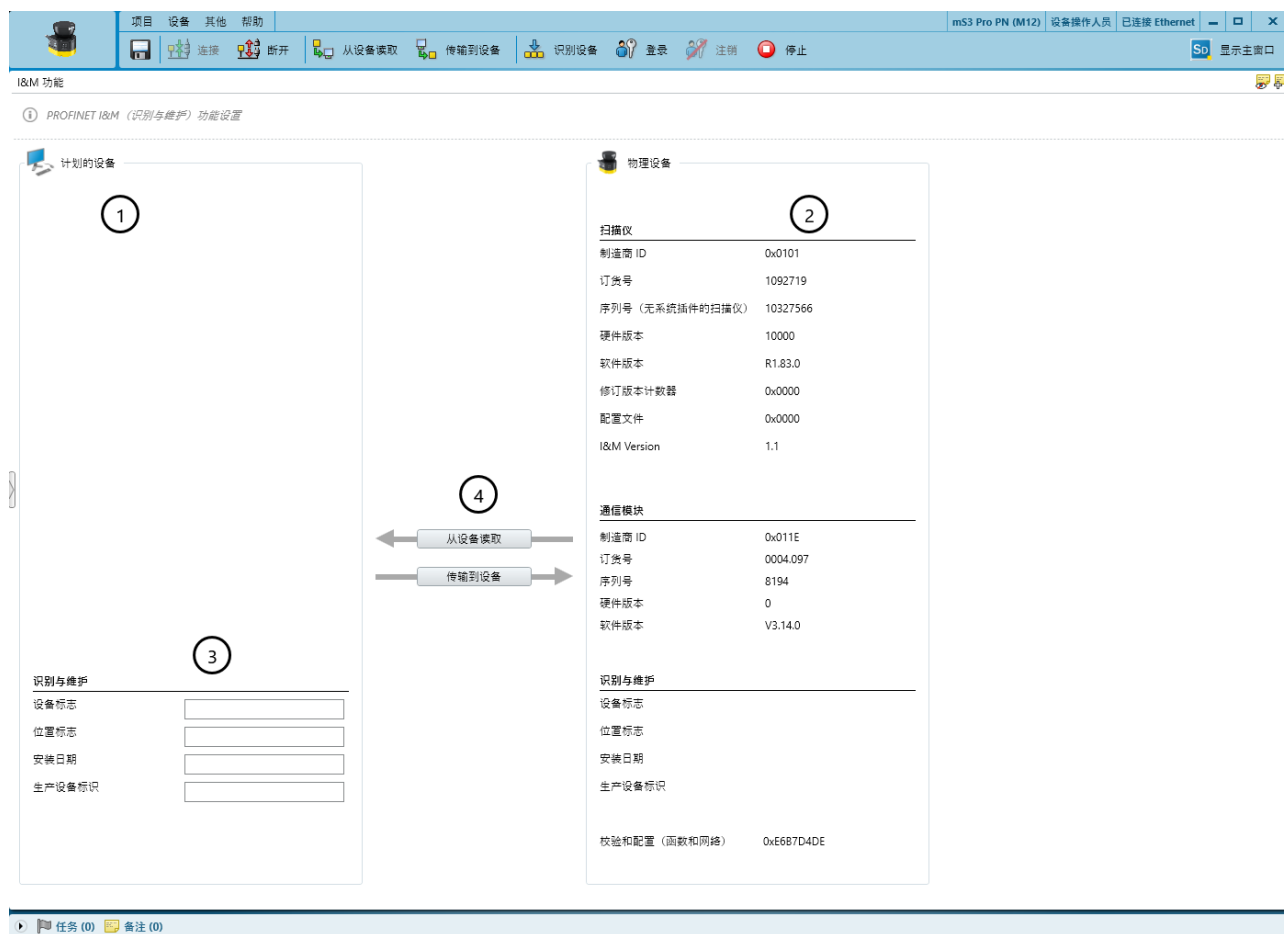 项目 设备 其他 帮助
mS3 Pro PN (M12) 设备操作人员 已连接 Ethernet
连接 断开 从设备读取 传输到设备 识别设备 登录 注销 停止 SD 显示主窗口
I&M 功能
PROFINET I&M（识别与维护）功能设置
计划的设备
物理设备
1
2
扫描仪
制造商 ID 0x0101
订货号 1092719
序列号（无系统插件的扫描仪） 10327566
硬件版本 10000
软件版本 R1.83.0
修订版本计数器 0x0000
配置文件 0x0000
I&M Version 1.1
4
通信模块
从设备读取
制造商 ID 0x011E
订货号 0004.097
传输到设备
序列号 8194
硬件版本 0
软件版本 V3.14.0
3
识别与维护
设备标志
位置标志
安装日期
生产设备标识
识别与维护
设备标志
位置标志
安装日期
生产设备标识
校验和配置（函数和网络） 0xE6B7D4DE
任务 (0) 备注 (0)